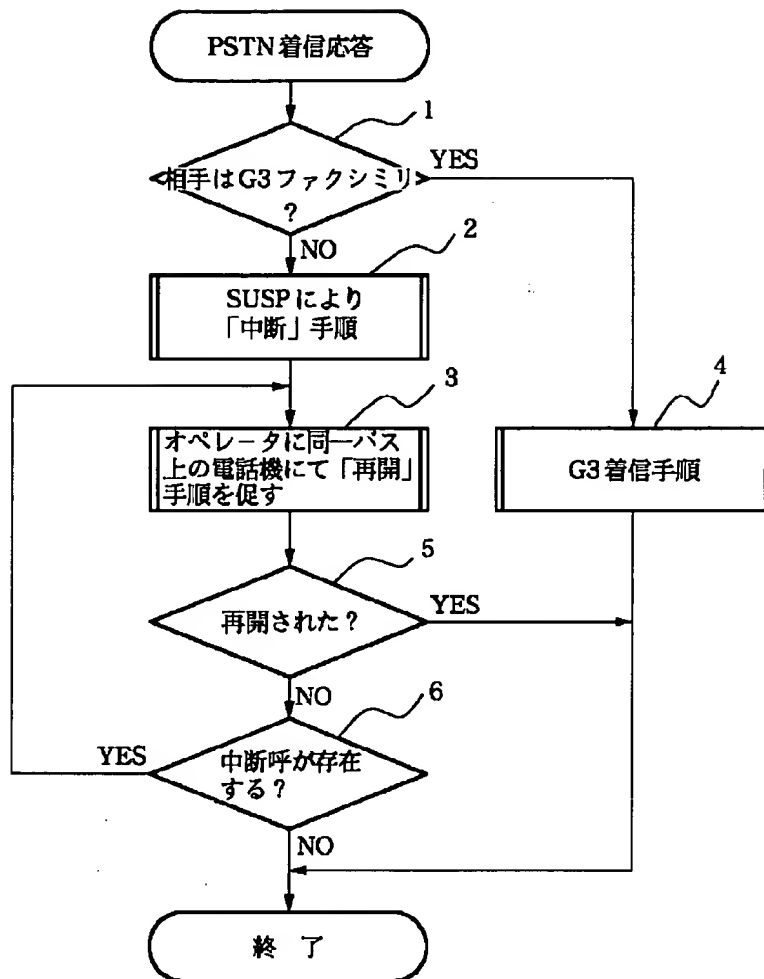 PSTN着信応答
1
相手はG3ファクシミリ
?
YES
NO
2
SUSPにより
「中断」手順
3
オペレータに同一バス
上の電話機にて「再開」
手順を促す
4
G3着信手順
5
再開された?
YES
NO
6
中断呼が存在
する?
YES
NO
終 了